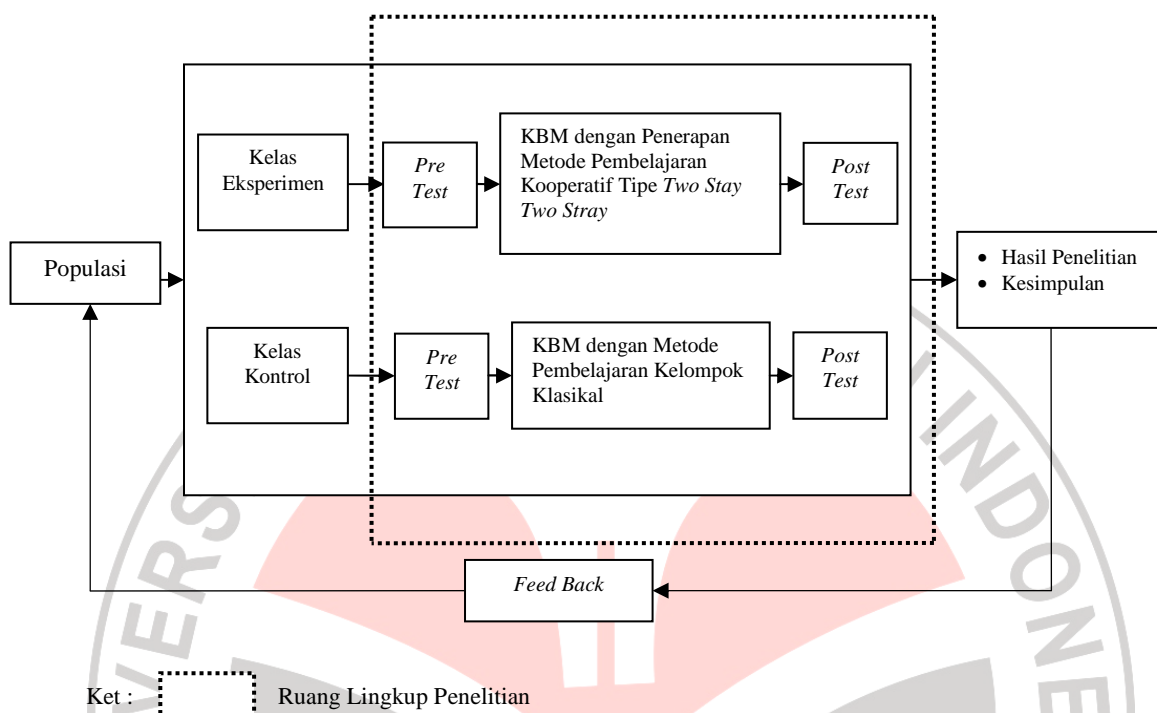 Kelas
Eksperimen
Pre
Test
KBM dengan Penerapan
Metode Pembelajaran
Kooperatif Tipe Two Stay
Two Stray
Post
Test
Populasi
• Hasil Penelitian
• Kesimpulan
Kelas
Kontrol
Pre
Test
KBM dengan Metode
Pembelajaran Kelompok
Klasikal
Post
Test
Feed Back
Ket :
Ruang Lingkup Penelitian